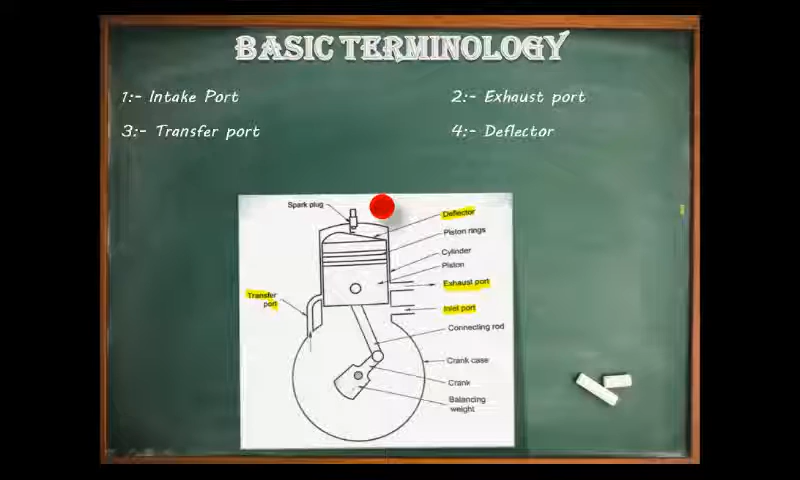 BASIC TERMINOLOGY
1:- Intake Port
2:- Exhaust port
3:- Transfer port
4:- Deflector
Spark plug
Deflector
Piston rings
Cylinder
Piston
Exhaust port
Transfer
port
Inlet port
Connecting rod
Crank case
Crank
Balancing
weight